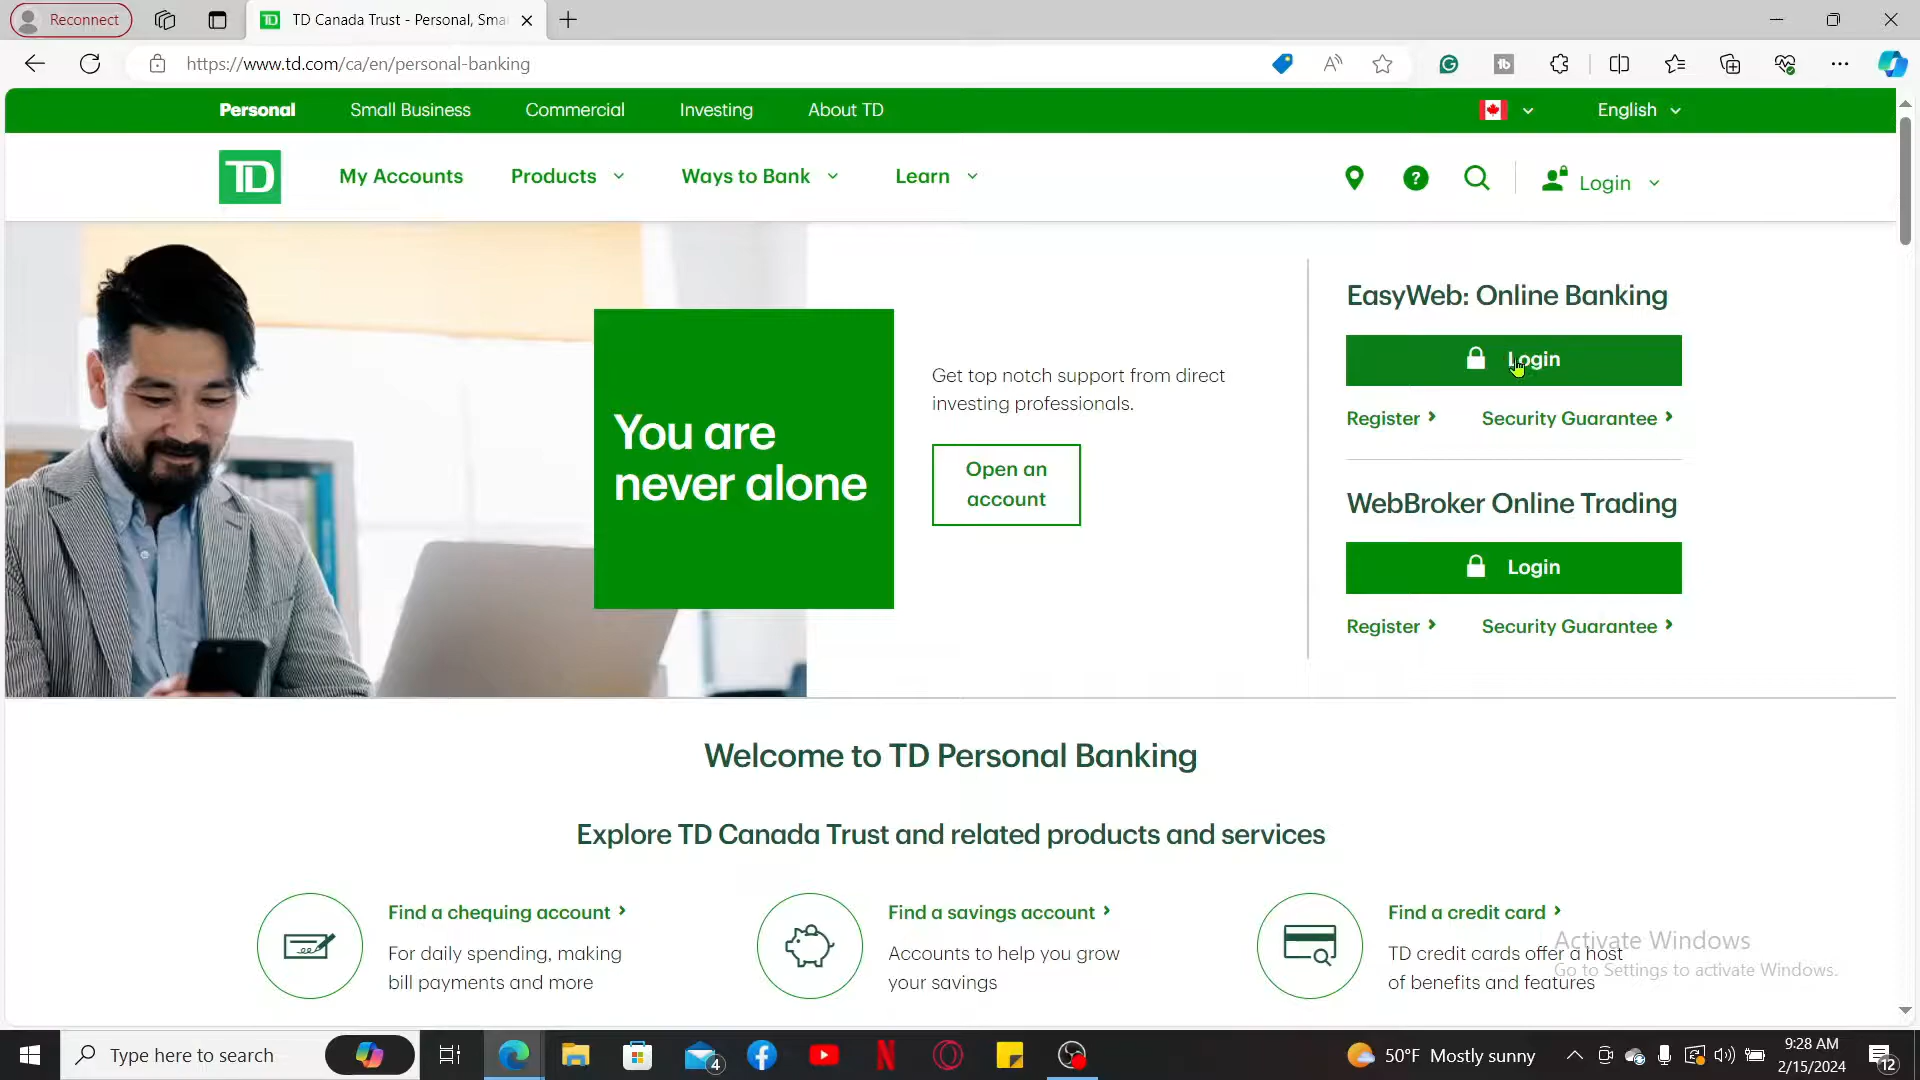 Reconnect
TD Canada Trust - Personal, Sma
https://www.td.com/ca/en/personal-banking
Personal Small Business Commercial Investing About TD English
TD My Accounts Products Ways to Bank Learn ? Login
EasyWeb: Online Banking
Login
Register Security Guarantee
You are
never alone
Get top notch support from direct
investing professionals.
Open an
account
WebBroker Online Trading
Login
Register Security Guarantee
Welcome to TD Personal Banking
Explore TD Canada Trust and related products and services
Find a chequing account
For daily spending, making
bill payments and more
Find a savings account
Accounts to help you grow
your savings
Find a credit card
TD credit cards offer a host
of benefits and features
Activate Windows
Go to Settings to activate Windows.
Type here to search
4
50°F Mostly sunny
9:28 AM
2/15/2024
12